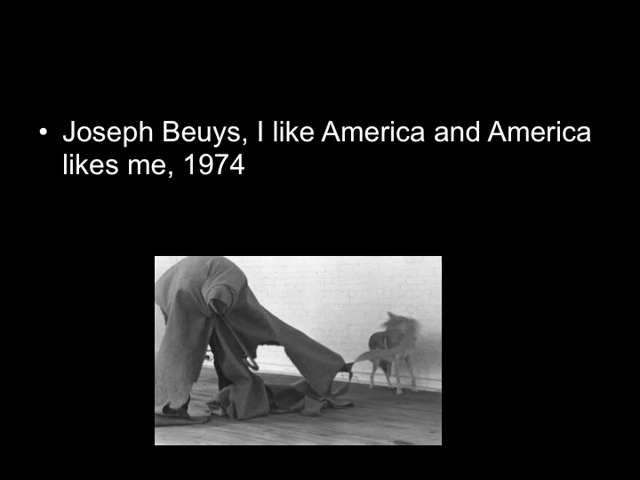 • Joseph Beuys, I like America and America
likes me, 1974